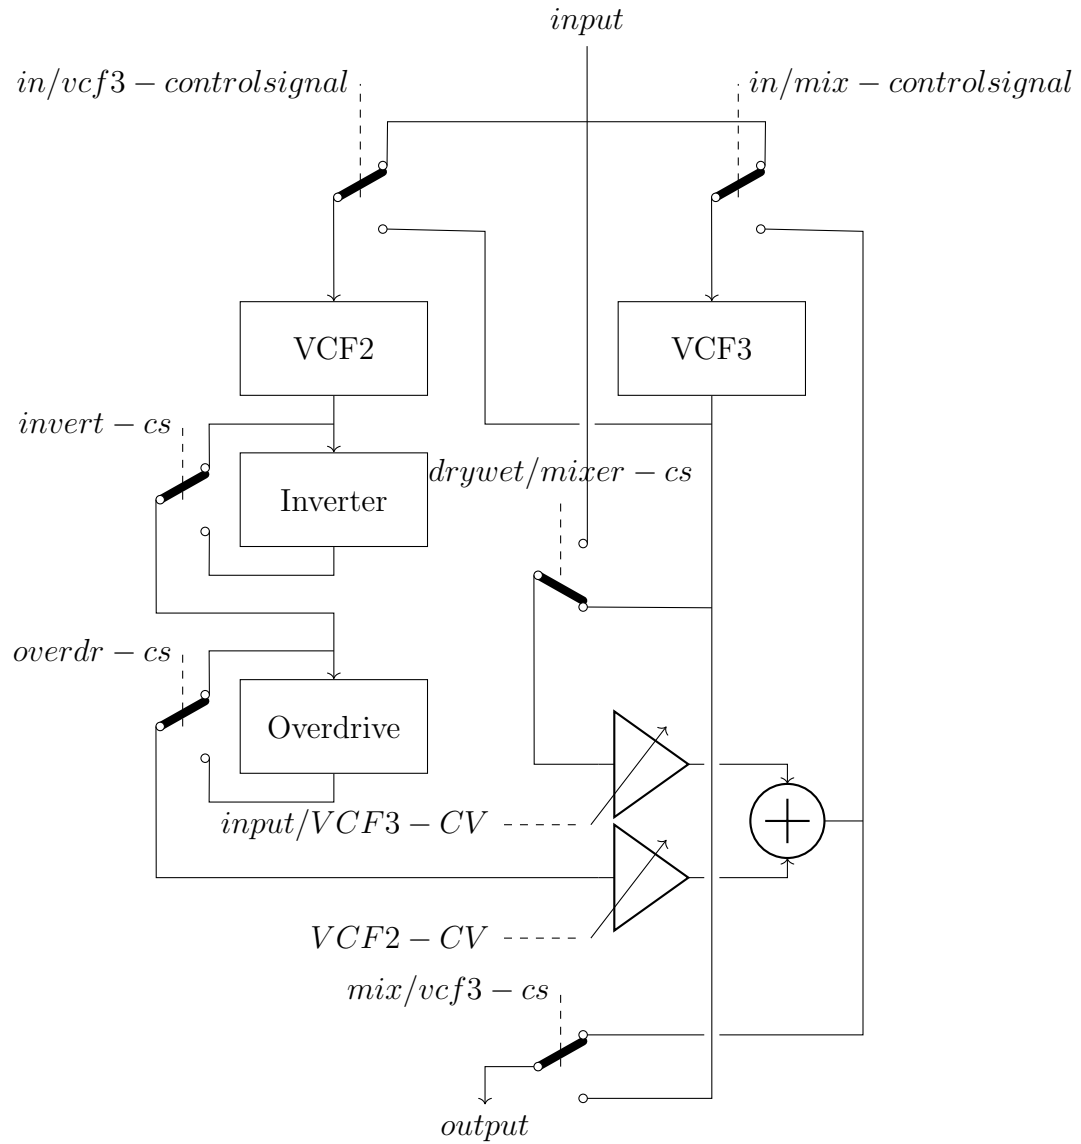 input
in/vcf3 − controlsignal
in/mix − controlsignal
VCF2
VCF3
invert − cs
drywet/mixer − cs
Inverter
overdr − cs
Overdrive
input/VCF3 − CV
VCF2 − CV
mix/vcf3 − cs
output